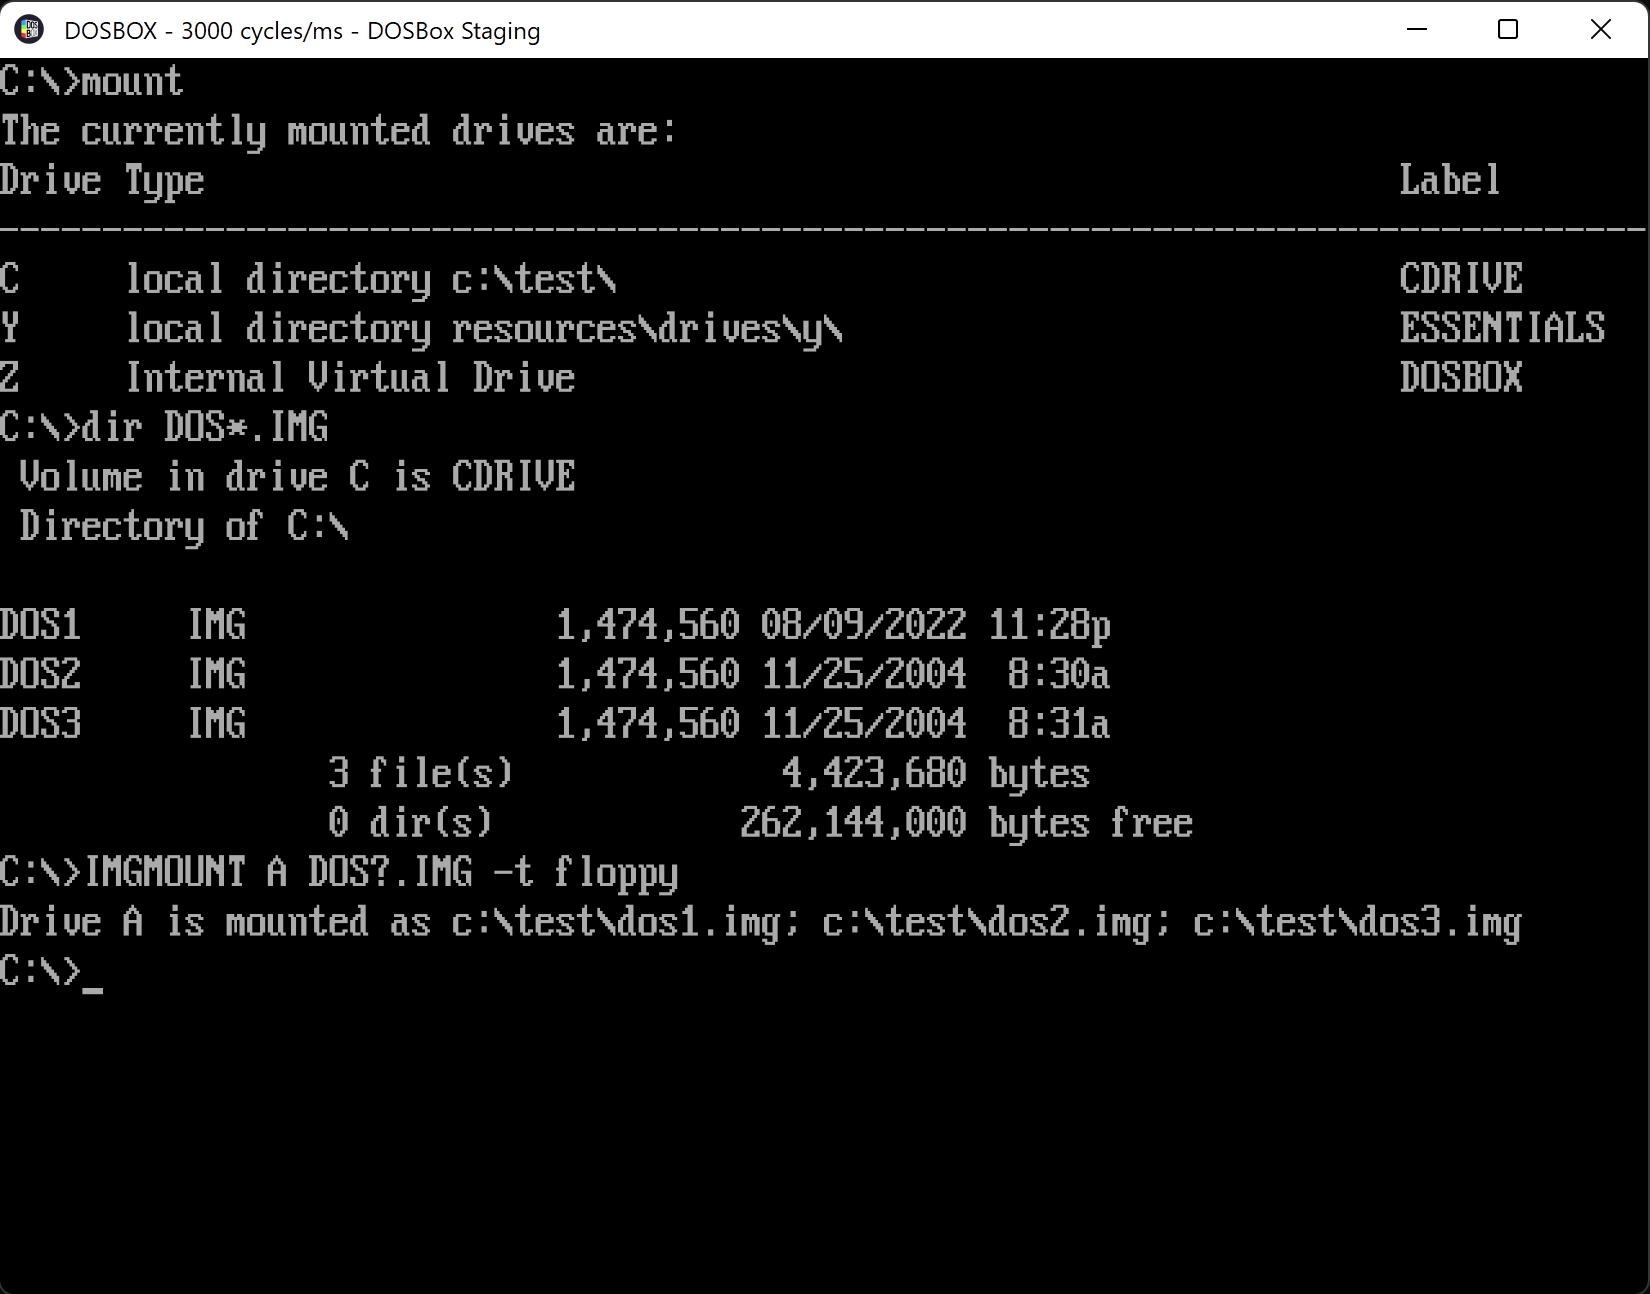 DOSBOX - 3000 cycles/ms - DOSBox Staging
C:\>mount
The currently mounted drives are:
Drive Type Label
--------------------------------------------------------------------------------
C local directory c:\test\ CDRIVE
Y local directory resources\drives\y\ ESSENTIALS
Z Internal Virtual Drive DOSBOX
C:\>dir DOS*.IMG
Volume in drive C is CDRIVE
Directory of C:\
DOS1 IMG 1,474,560 08/09/2022 11:28p
DOS2 IMG 1,474,560 11/25/2004 8:30a
DOS3 IMG 1,474,560 11/25/2004 8:31a
3 file(s) 4,423,680 bytes
0 dir(s) 262,144,000 bytes free
C:\>IMGMOUNT A DOS?.IMG -t floppy
Drive A is mounted as c:\test\dos1.img; c:\test\dos2.img; c:\test\dos3.img
C:\>_